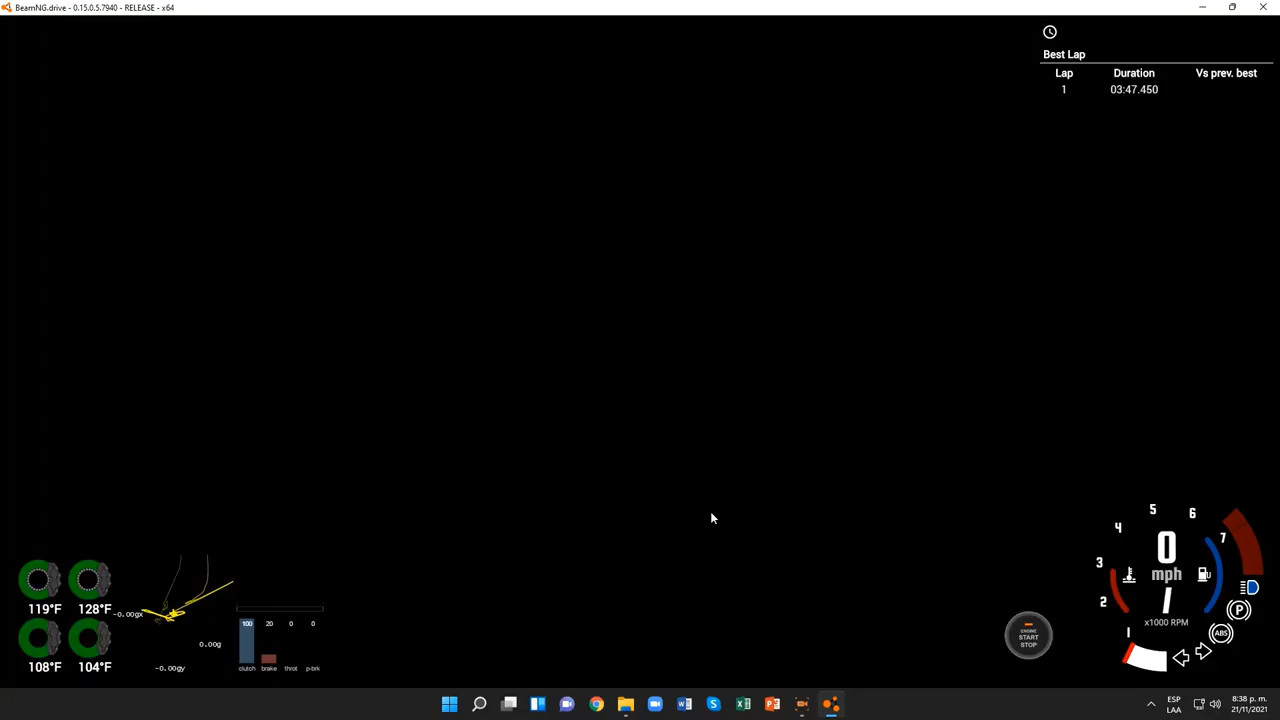 BeamNG.drive - 0.15.0.5.7940 - RELEASE - x64
Best Lap
Lap Duration Vs prev. best
1 03:47.450
119°F 128°F
108°F 104°F
-0.00gx
0.00g
-0.00gy
100 20 0 0
clutch brake throt p-brk
ENGINE
START
STOP
1 2 3 4 5 6 7
0
mph
1
x1000 RPM
P
ABS
ESP
LAA
8:38 p. m.
21/11/2021